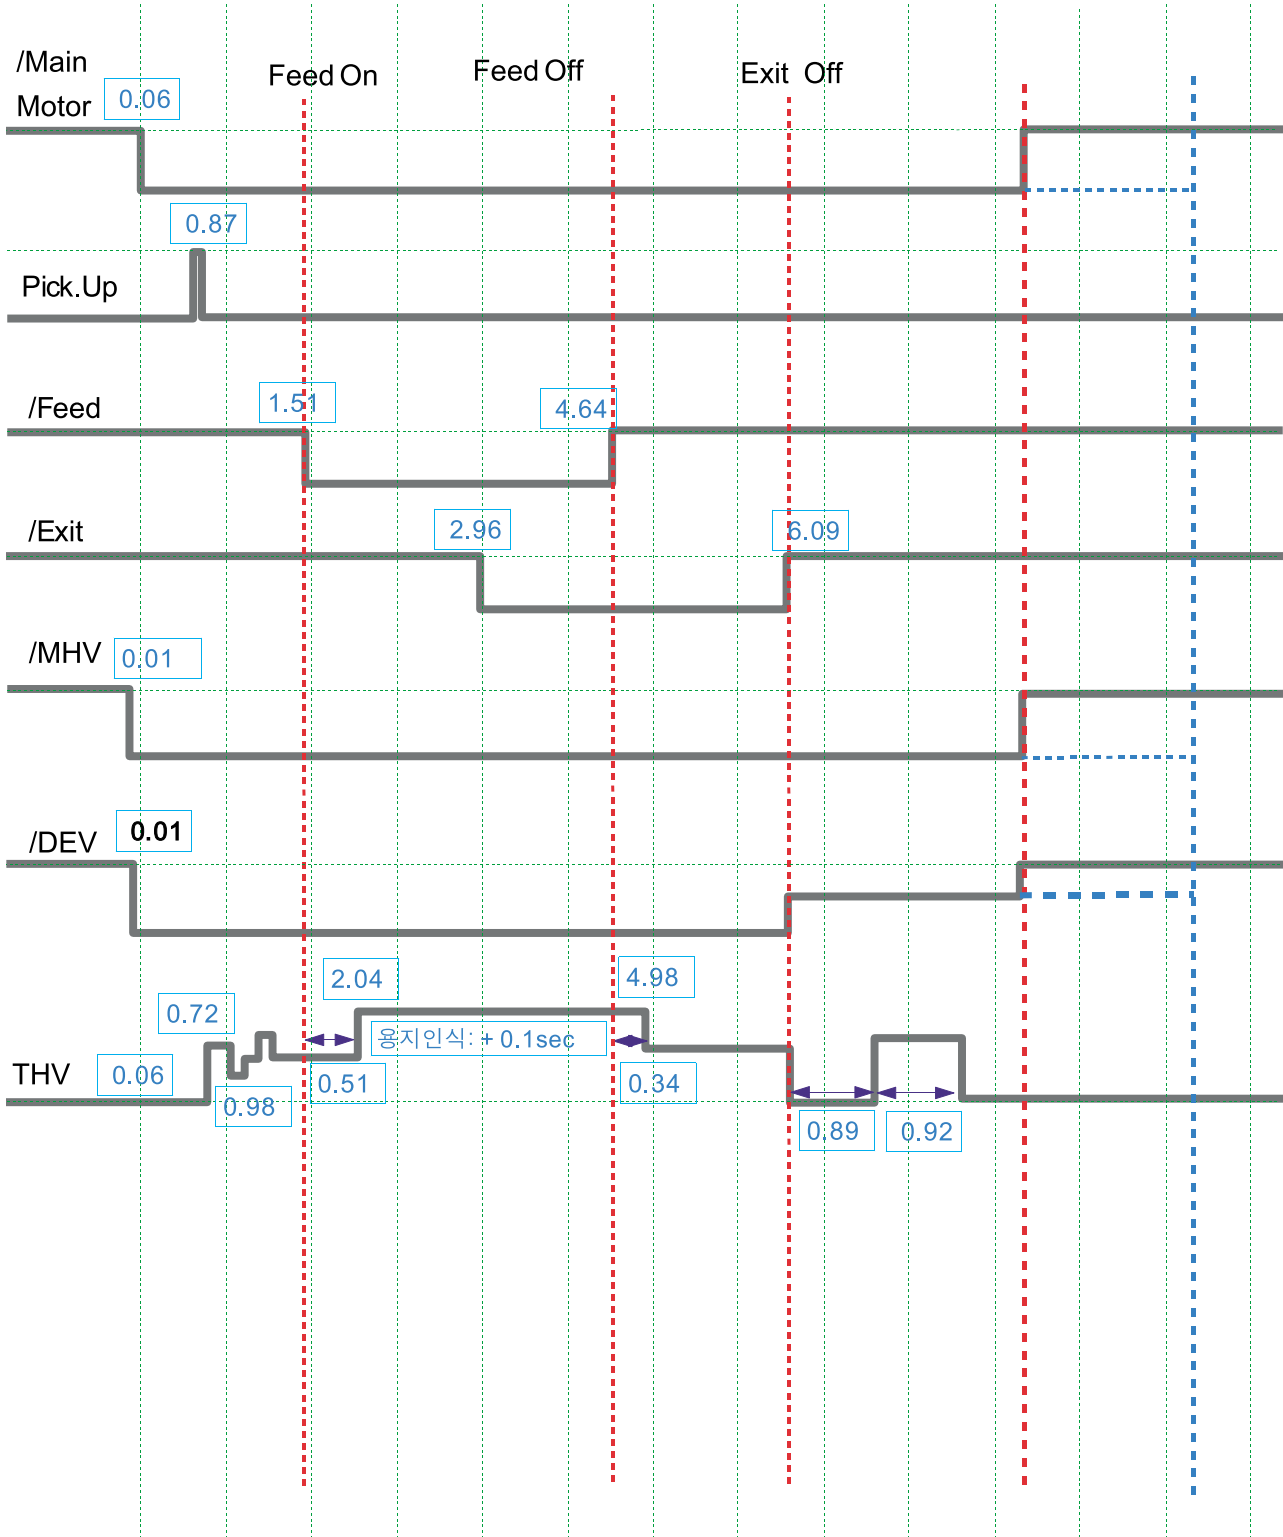 /Main
Motor
0.06
Feed On
Feed Off
Exit Off
0.87
Pick.Up
/Feed
1.51
4.64
/Exit
2.96
6.09
/MHV
0.01
/DEV
0.01
2.04
4.98
0.72
용지인식: + 0.1sec
THV
0.06
0.98
0.51
0.34
0.89
0.92